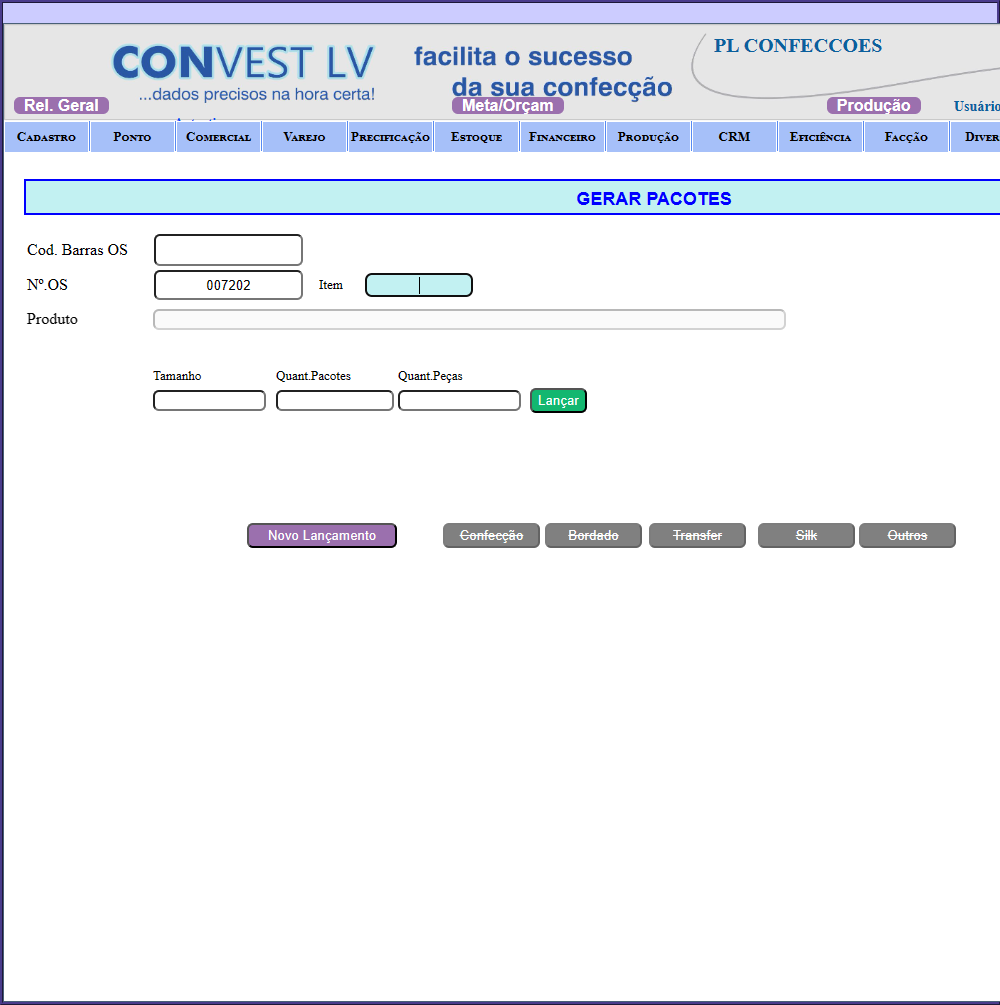 CONVEST LV
...dados precisos na hora certa!
facilita o sucesso
da sua confecção
PL CONFECCOES
Rel. Geral
Meta/Orçam
Produção
Usuário
Cadastro Ponto Comercial Varejo Precificação Estoque Financeiro Produção CRM Eficiência Facção Diver
GERAR PACOTES
Cod. Barras OS
Nº.OS 007202 Item
Produto
Tamanho Quant.Pacotes Quant.Peças
Lançar
Novo Lançamento Confecção Bordado Transfer Silk Outros